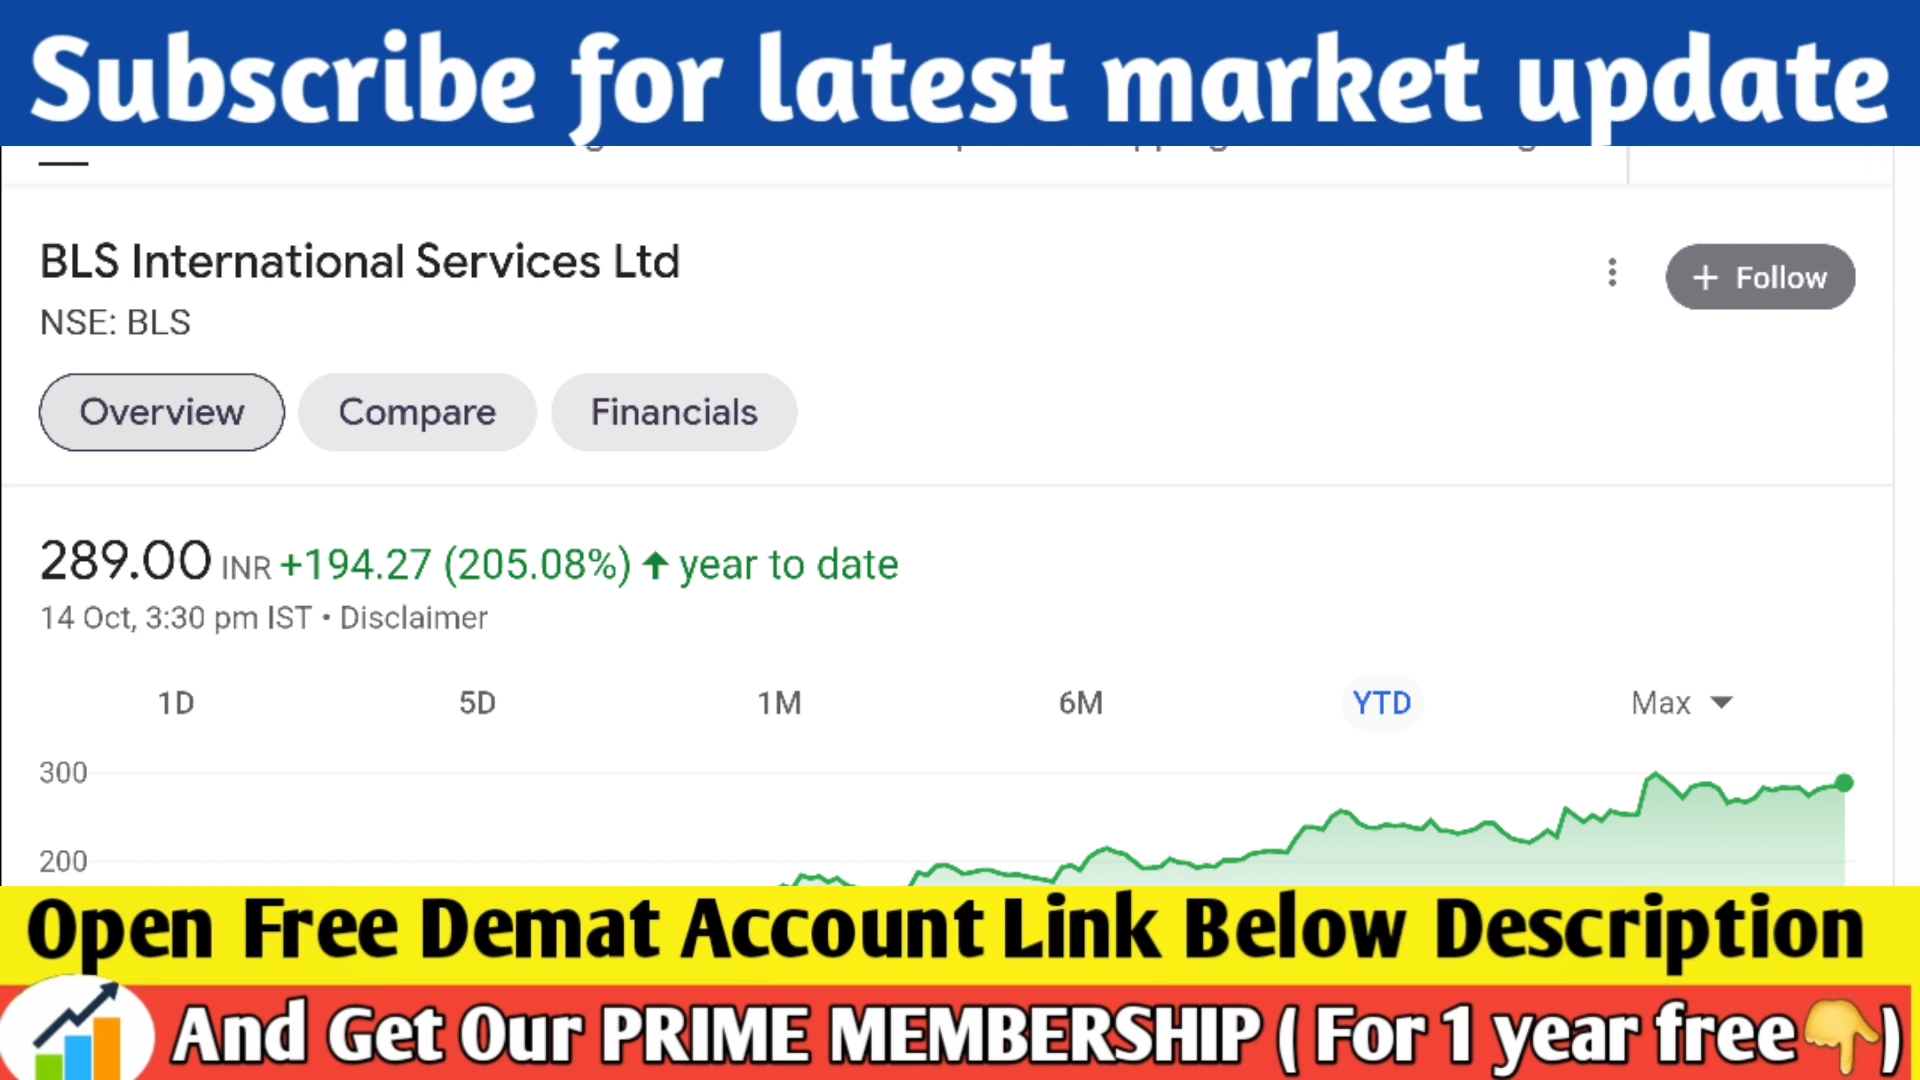 Subscribe for latest market update
BLS International Services Ltd
+ Follow
NSE: BLS
Overview Compare Financials
289.00 INR +194.27 (205.08%) ↑ year to date
14 Oct, 3:30 pm IST • Disclaimer
1D 5D 1M 6M YTD Max
300
200
Open Free Demat Account Link Below Description
And Get Our PRIME MEMBERSHIP ( For 1 year free👇)